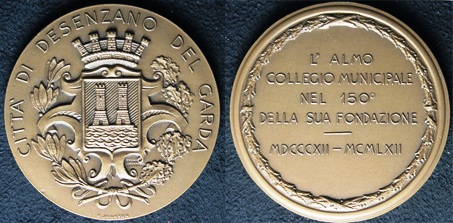 CITTÀ DI DESENZANO DEL GARDA
L'ALMO
COLLEGIO MUNICIPALE
NEL 150°
DELLA SUA FONDAZIONE
MDCCCXII — MCMLXII